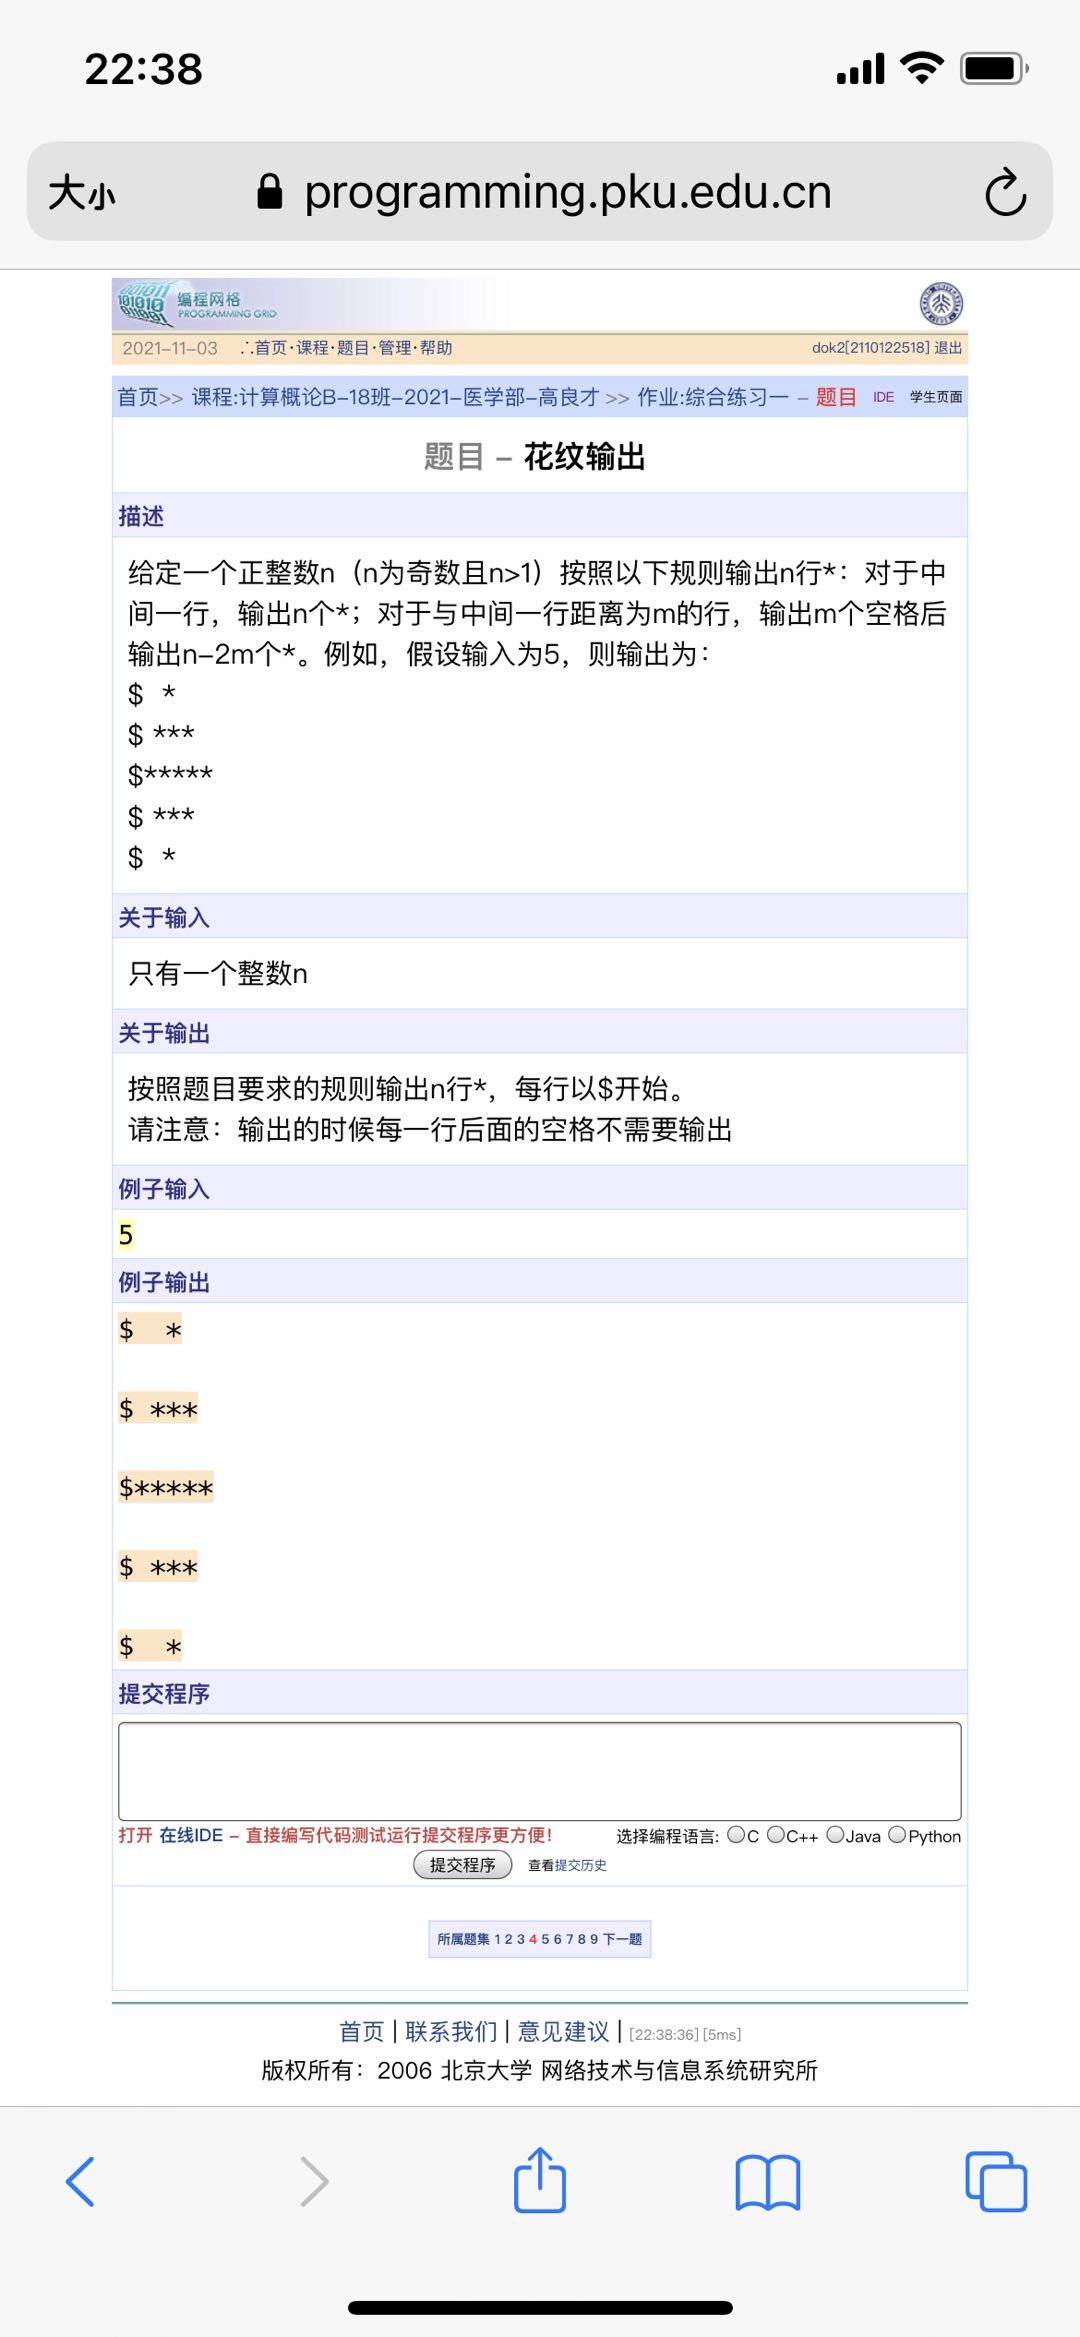 22:38
大小 programming.pku.edu.cn
编程网格
PROGRAMMING GRID
2021-11-03 ∴首页·课程·题目·管理·帮助 dok2[2110122518] 退出
首页>> 课程:计算概论B-18班-2021-医学部-高良才 >> 作业:综合练习一 – 题目 IDE 学生页面
题目 – 花纹输出
描述
给定一个正整数n（n为奇数且n>1）按照以下规则输出n行*：对于中
间一行，输出n个*；对于与中间一行距离为m的行，输出m个空格后
输出n-2m个*。例如，假设输入为5，则输出为：
$  *
$ ***
$*****
$ ***
$  *
关于输入
只有一个整数n
关于输出
按照题目要求的规则输出n行*，每行以$开始。
请注意：输出的时候每一行后面的空格不需要输出
例子输入
5
例子输出
$  *
$ ***
$*****
$ ***
$  *
提交程序
打开 在线IDE – 直接编写代码测试运行提交程序更方便! 选择编程语言: C C++ Java Python
提交程序 查看提交历史
所属题集 1 2 3 4 5 6 7 8 9 下一题
首页 | 联系我们 | 意见建议 | [22:38:36] [5ms]
版权所有：2006 北京大学 网络技术与信息系统研究所